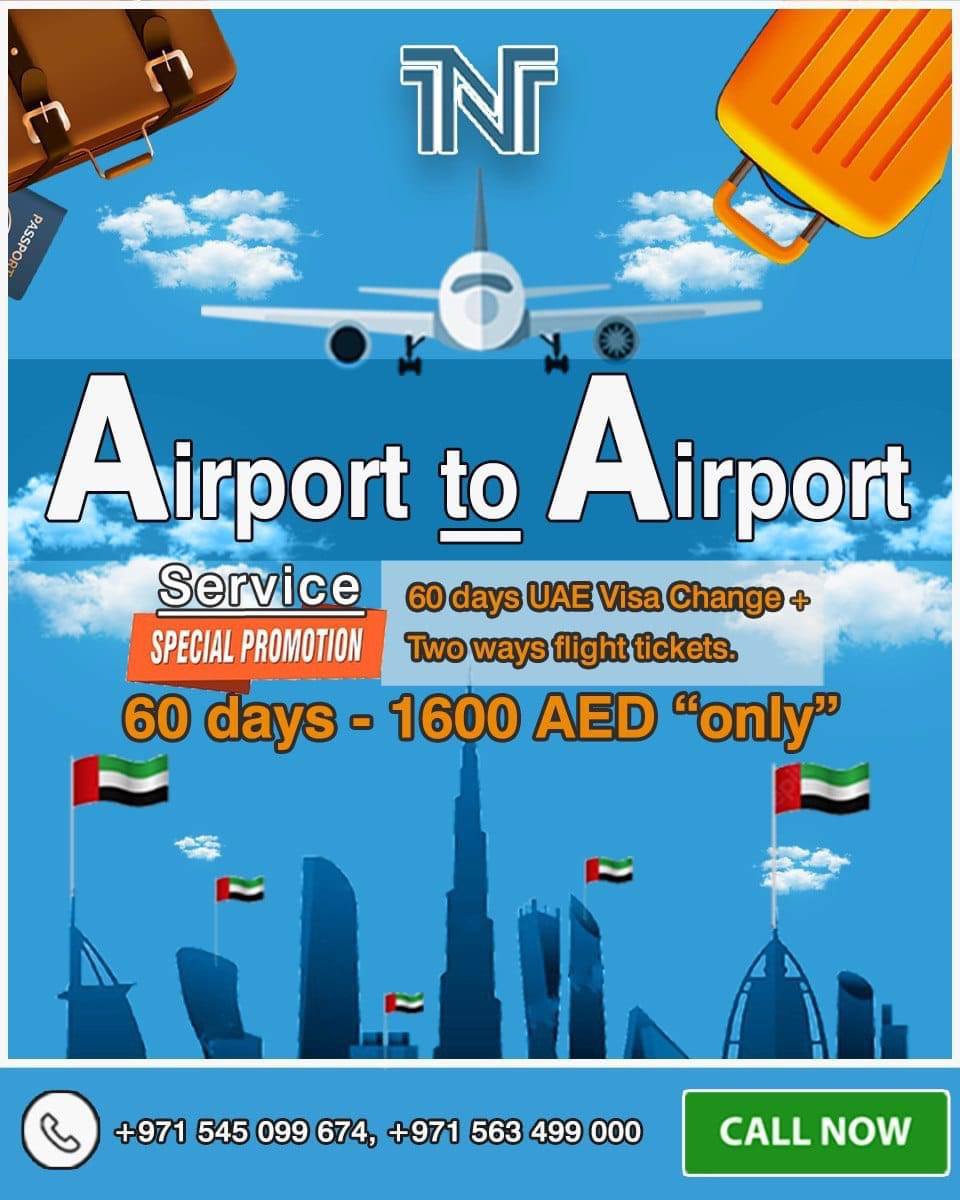 TNT
PASSPORT
Airport to Airport
Service
SPECIAL PROMOTION
60 days UAE Visa Change +
Two ways flight tickets.
60 days - 1600 AED “only”
+971 545 099 674, +971 563 499 000
CALL NOW